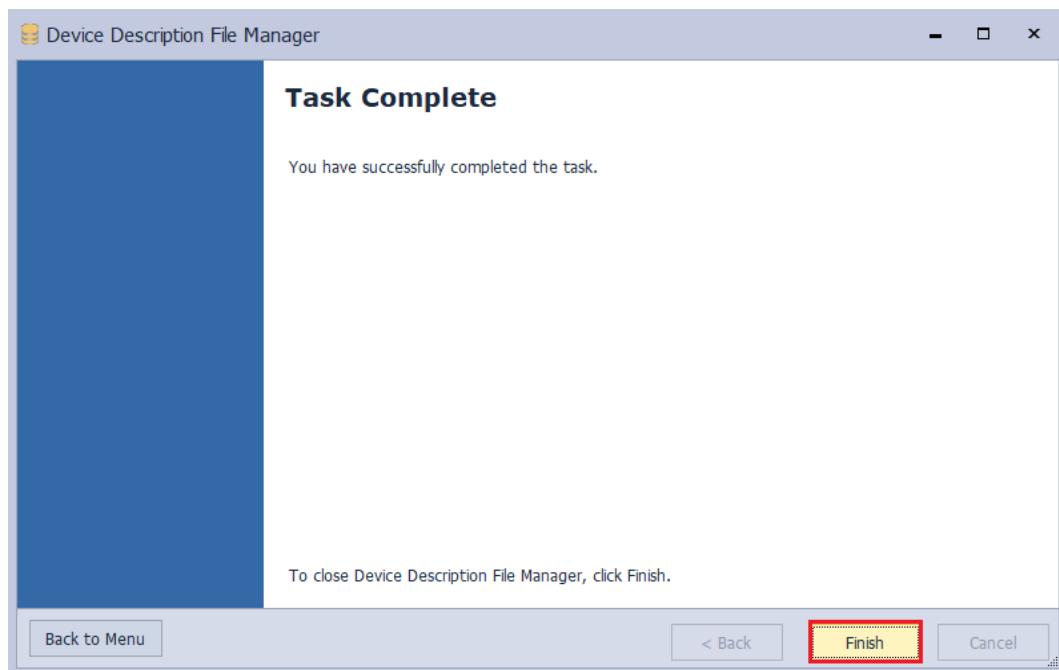 Device Description File Manager
Task Complete
You have successfully completed the task.
To close Device Description File Manager, click Finish.
Back to Menu
< Back
Finish
Cancel